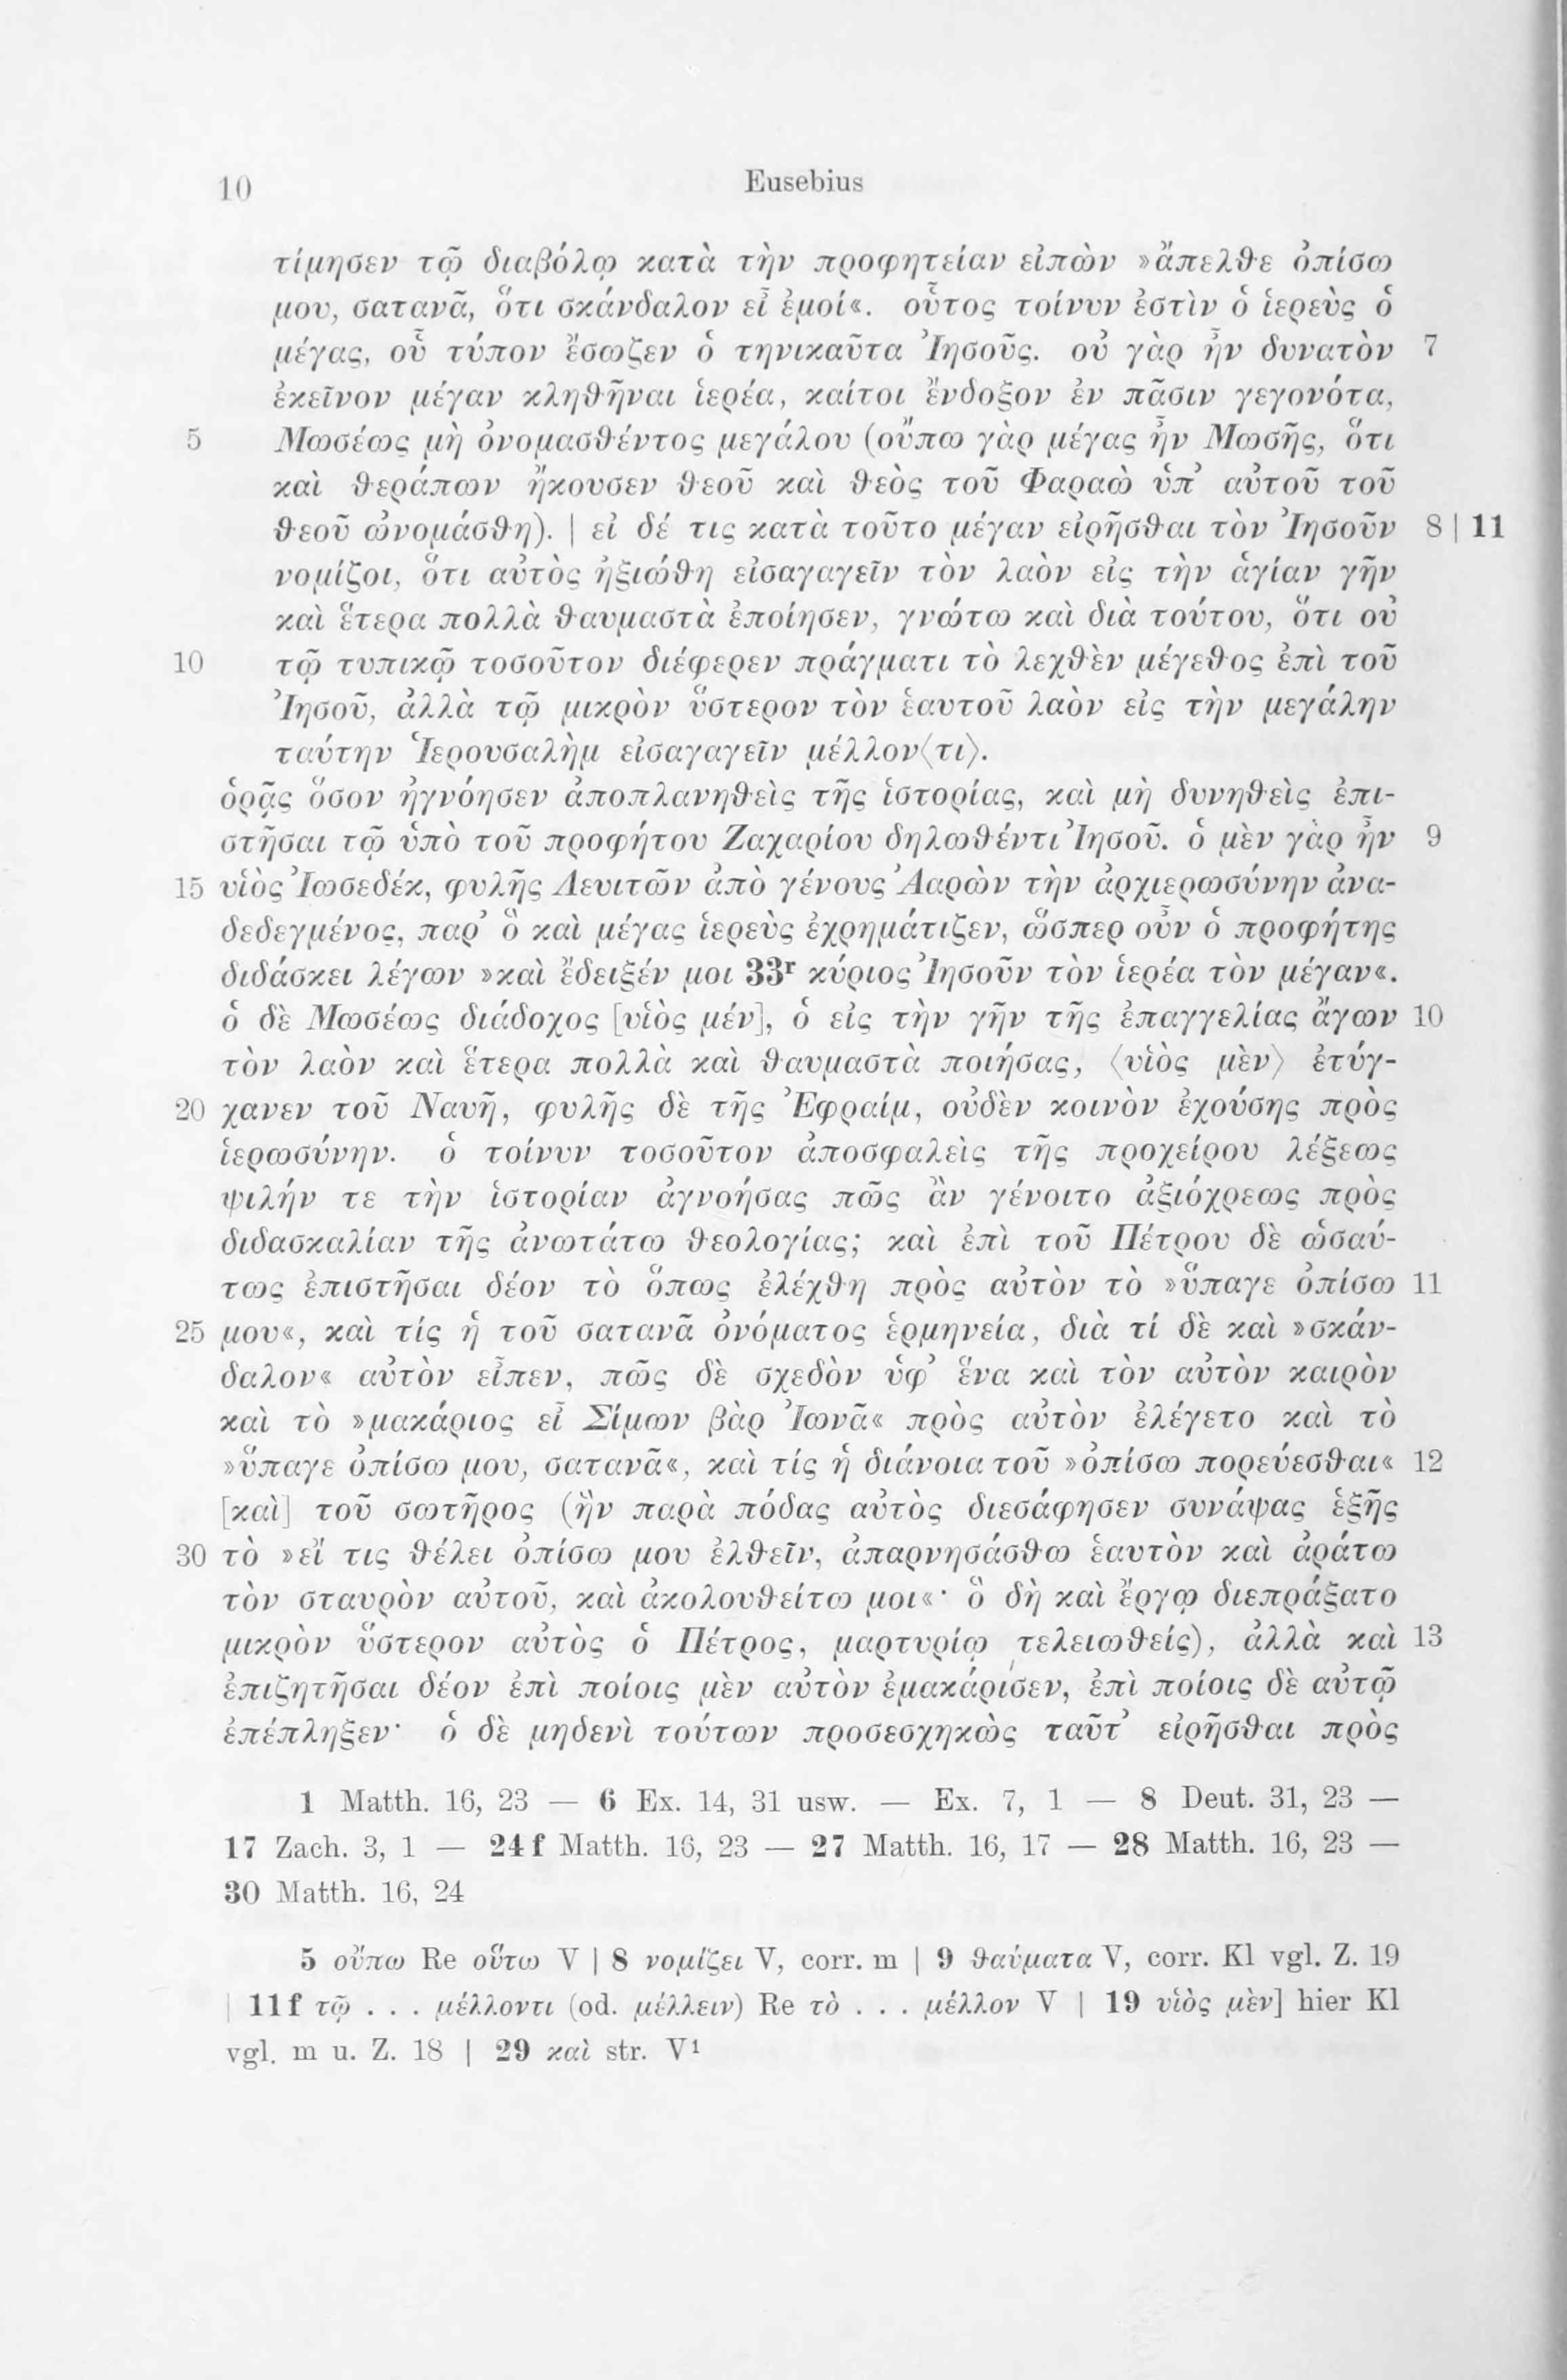 10 Eusebius
τίμησεν τῷ διαβόλῳ κατὰ τὴν προφητείαν εἰπὼν »ἄπελθε ὀπίσω
μου, σατανᾶ, ὅτι σκάνδαλον εἶ ἐμοί«. οὗτος τοίνυν ἐστὶν ὁ ἱερεὺς ὁ
μέγας, οὗ τύπον ἔσωζεν ὁ τηνικαῦτα Ἰησοῦς. οὐ γὰρ ἦν δυνατὸν 7
ἐκεῖνον μέγαν κληθῆναι ἱερέα, καίτοι ἔνδοξον ἐν πᾶσιν γεγονότα,
5 Μωσέως μὴ ὀνομασθέντος μεγάλου (οὔπω γὰρ μέγας ἦν Μωσῆς, ὅτι
καὶ θεράπων ἤκουσεν θεοῦ καὶ θεὸς τοῦ Φαραὼ ὑπ᾽ αὐτοῦ τοῦ
θεοῦ ὠνομάσθη). | εἰ δέ τις κατὰ τοῦτο μέγαν εἰρῆσθαι τὸν Ἰησοῦν 8 | 11
νομίζοι, ὅτι αὐτὸς ἠξιώθη εἰσαγαγεῖν τὸν λαὸν εἰς τὴν ἁγίαν γῆν
καὶ ἕτερα πολλὰ θαυμαστὰ ἐποίησεν, γνώτω καὶ διὰ τούτου, ὅτι οὐ
10 τῷ τυπικῷ τοσοῦτον διέφερεν πράγματι τὸ λεχθὲν μέγεθος ἐπὶ τοῦ
Ἰησοῦ, ἀλλὰ τῷ μικρὸν ὕστερον τὸν ἑαυτοῦ λαὸν εἰς τὴν μεγάλην
ταύτην Ἱερουσαλὴμ εἰσαγαγεῖν μέλλον⟨τι⟩.
ὁρᾷς ὅσον ἠγνόησεν ἀποπλανηθεὶς τῆς ἱστορίας, καὶ μὴ δυνηθεὶς ἐπι-
στῆσαι τῷ ὑπὸ τοῦ προφήτου Ζαχαρίου δηλωθέντι Ἰησοῦ. ὁ μὲν γὰρ ἦν 9
15 υἱὸς Ἰωσεδέκ, φυλῆς Λευιτῶν ἀπὸ γένους Ἀαρὼν τὴν ἀρχιερωσύνην ἀνα-
δεδεγμένος, παρ᾽ ὃ καὶ μέγας ἱερεὺς ἐχρημάτιζεν, ὥσπερ οὖν ὁ προφήτης
διδάσκει λέγων »καὶ ἔδειξέν μοι 33ʳ κύριος Ἰησοῦν τὸν ἱερέα τὸν μέγαν«.
ὁ δὲ Μωσέως διάδοχος [υἱὸς μέν], ὁ εἰς τὴν γῆν τῆς ἐπαγγελίας ἄγων 10
τὸν λαὸν καὶ ἕτερα πολλὰ καὶ θαυμαστὰ ποιήσας, ⟨υἱὸς μὲν⟩ ἐτύγ-
20 χανεν τοῦ Ναυῆ, φυλῆς δὲ τῆς Ἐφραίμ, οὐδὲν κοινὸν ἐχούσης πρὸς
ἱερωσύνην. ὁ τοίνυν τοσοῦτον ἀποσφαλεὶς τῆς προχείρου λέξεως
ψιλήν τε τὴν ἱστορίαν ἀγνοήσας πῶς ἂν γένοιτο ἀξιόχρεως πρὸς
διδασκαλίαν τῆς ἀνωτάτω θεολογίας; καὶ ἐπὶ τοῦ Πέτρου δὲ ὡσαύ-
τως ἐπιστῆσαι δέον τὸ ὅπως ἐλέχθη πρὸς αὐτὸν τὸ »ὕπαγε ὀπίσω 11
25 μου«, καὶ τίς ἡ τοῦ σατανᾶ ὀνόματος ἑρμηνεία, διὰ τί δὲ καὶ »σκάν-
δαλον« αὐτὸν εἶπεν, πῶς δὲ σχεδὸν ὑφ᾽ ἕνα καὶ τὸν αὐτὸν καιρὸν
καὶ τὸ »μακάριος εἶ Σίμων βὰρ Ἰωνᾶ« πρὸς αὐτὸν ἐλέγετο καὶ τὸ
»ὕπαγε ὀπίσω μου, σατανᾶ«, καὶ τίς ἡ διάνοια τοῦ »ὀπίσω πορεύεσθαι« 12
[καὶ] τοῦ σωτῆρος (ἣν παρὰ πόδας αὐτὸς διεσάφησεν συνάψας ἑξῆς
30 τὸ »εἴ τις θέλει ὀπίσω μου ἐλθεῖν, ἀπαρνησάσθω ἑαυτὸν καὶ ἀράτω
τὸν σταυρὸν αὐτοῦ, καὶ ἀκολουθείτω μοι«· ὃ δὴ καὶ ἔργῳ διεπράξατο
μικρὸν ὕστερον αὐτὸς ὁ Πέτρος, μαρτυρίῳ τελειωθείς), ἀλλὰ καὶ 13
ἐπιζητῆσαι δέον ἐπὶ ποίοις μὲν αὐτὸν ἐμακάρισεν, ἐπὶ ποίοις δὲ αὐτῷ
ἐπέπληξεν· ὁ δὲ μηδενὶ τούτων προσεσχηκὼς ταῦτ᾽ εἰρῆσθαι πρὸς
1 Matth. 16, 23 — 6 Ex. 14, 31 usw. — Ex. 7, 1 — 8 Deut. 31, 23 —
17 Zach. 3, 1 — 24 f Matth. 16, 23 — 27 Matth. 16, 17 — 28 Matth. 16, 23 —
30 Matth. 16, 24
5 οὔπω Re οὕτω V | 8 νομίζει V, corr. m | 9 θαύματα V, corr. Kl vgl. Z. 19
| 11 f τῷ . . . μέλλοντι (od. μέλλειν) Re τὸ . . . μέλλον V | 19 υἱὸς μὲν] hier Kl
vgl. m u. Z. 18 | 29 καὶ str. V¹